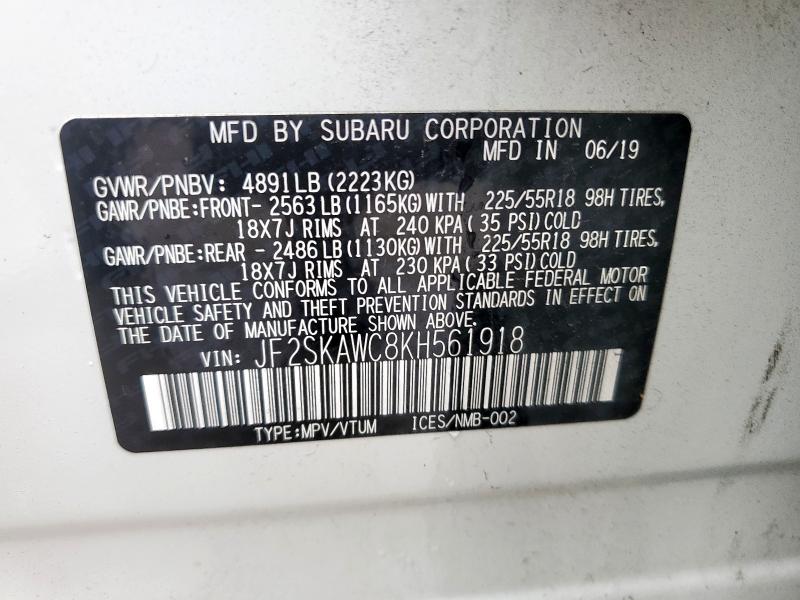 MFD BY SUBARU CORPORATION
MFD IN 06/19
GVWR/PNBV: 4891LB (2223KG)
GAWR/PNBE:FRONT- 2563LB (1165KG) WITH 225/55R18 98H TIRES,
18X7J RIMS AT 240 KPA ( 35 PSI) COLD
GAWR/PNBE:REAR - 2486LB (1130KG) WITH 225/55R18 98H TIRES,
18X7J RIMS AT 230 KPA ( 33 PSI) COLD
THIS VEHICLE CONFORMS TO ALL APPLICABLE FEDERAL MOTOR
VEHICLE SAFETY AND THEFT PREVENTION STANDARDS IN EFFECT ON
THE DATE OF MANUFACTURE SHOWN ABOVE.
VIN: JF2SKAWC8KH561918
TYPE:MPV/VTUM ICES/NMB-002